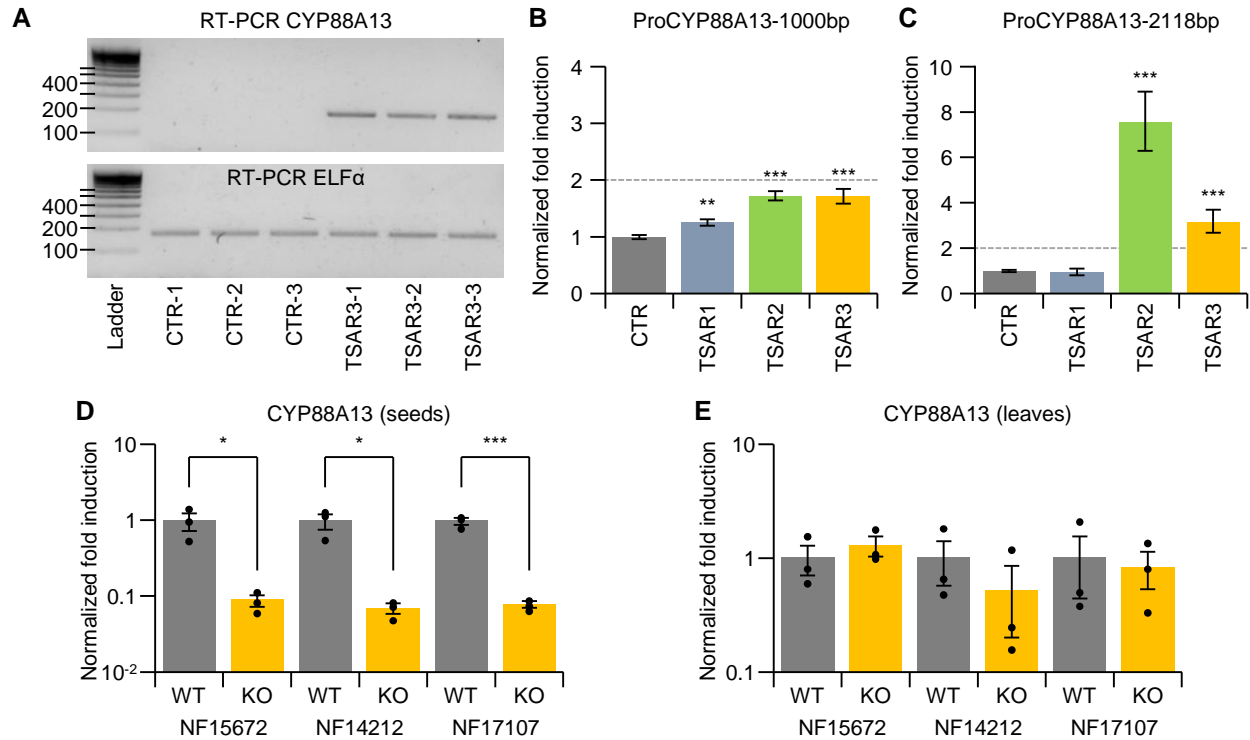 A
RT-PCR CYP88A13
400
200
100
RT-PCR ELFα
400
200
100
Ladder
CTR-1
CTR-2
CTR-3
TSAR3-1
TSAR3-2
TSAR3-3
B
ProCYP88A13-1000bp
Normalized fold induction
4
3
2
1
0
**
***
***
CTR
TSAR1
TSAR2
TSAR3
C
ProCYP88A13-2118bp
Normalized fold induction
10
8
6
4
2
0
***
***
CTR
TSAR1
TSAR2
TSAR3
D
CYP88A13 (seeds)
Normalized fold induction
10
1
0.1
10-2
*
*
***
WT KO WT KO WT KO
NF15672 NF14212 NF17107
E
CYP88A13 (leaves)
Normalized fold induction
10
1
0.1
WT KO WT KO WT KO
NF15672 NF14212 NF17107